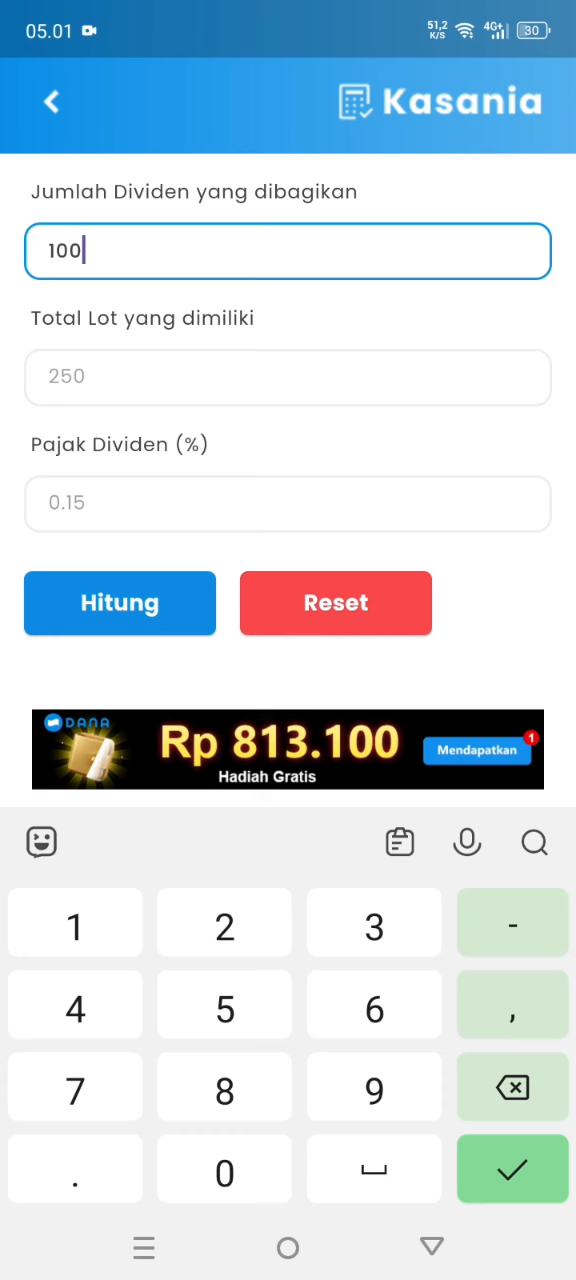 05.01
51,2
K/S
4G+
30
Kasania
Jumlah Dividen yang dibagikan
100
Total Lot yang dimiliki
250
Pajak Dividen (%)
0.15
Hitung Reset
DANA
Rp 813.100
Hadiah Gratis
Mendapatkan
1
1 2 3 -
4 5 6 ,
7 8 9
. 0